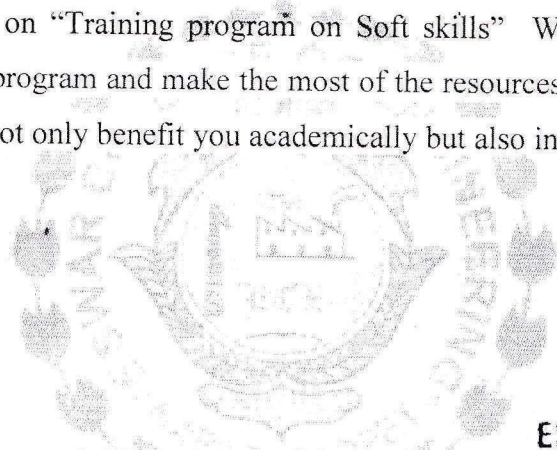 on “Training program on Soft skills” W
program and make the most of the resources
ot only benefit you academically but also in
E